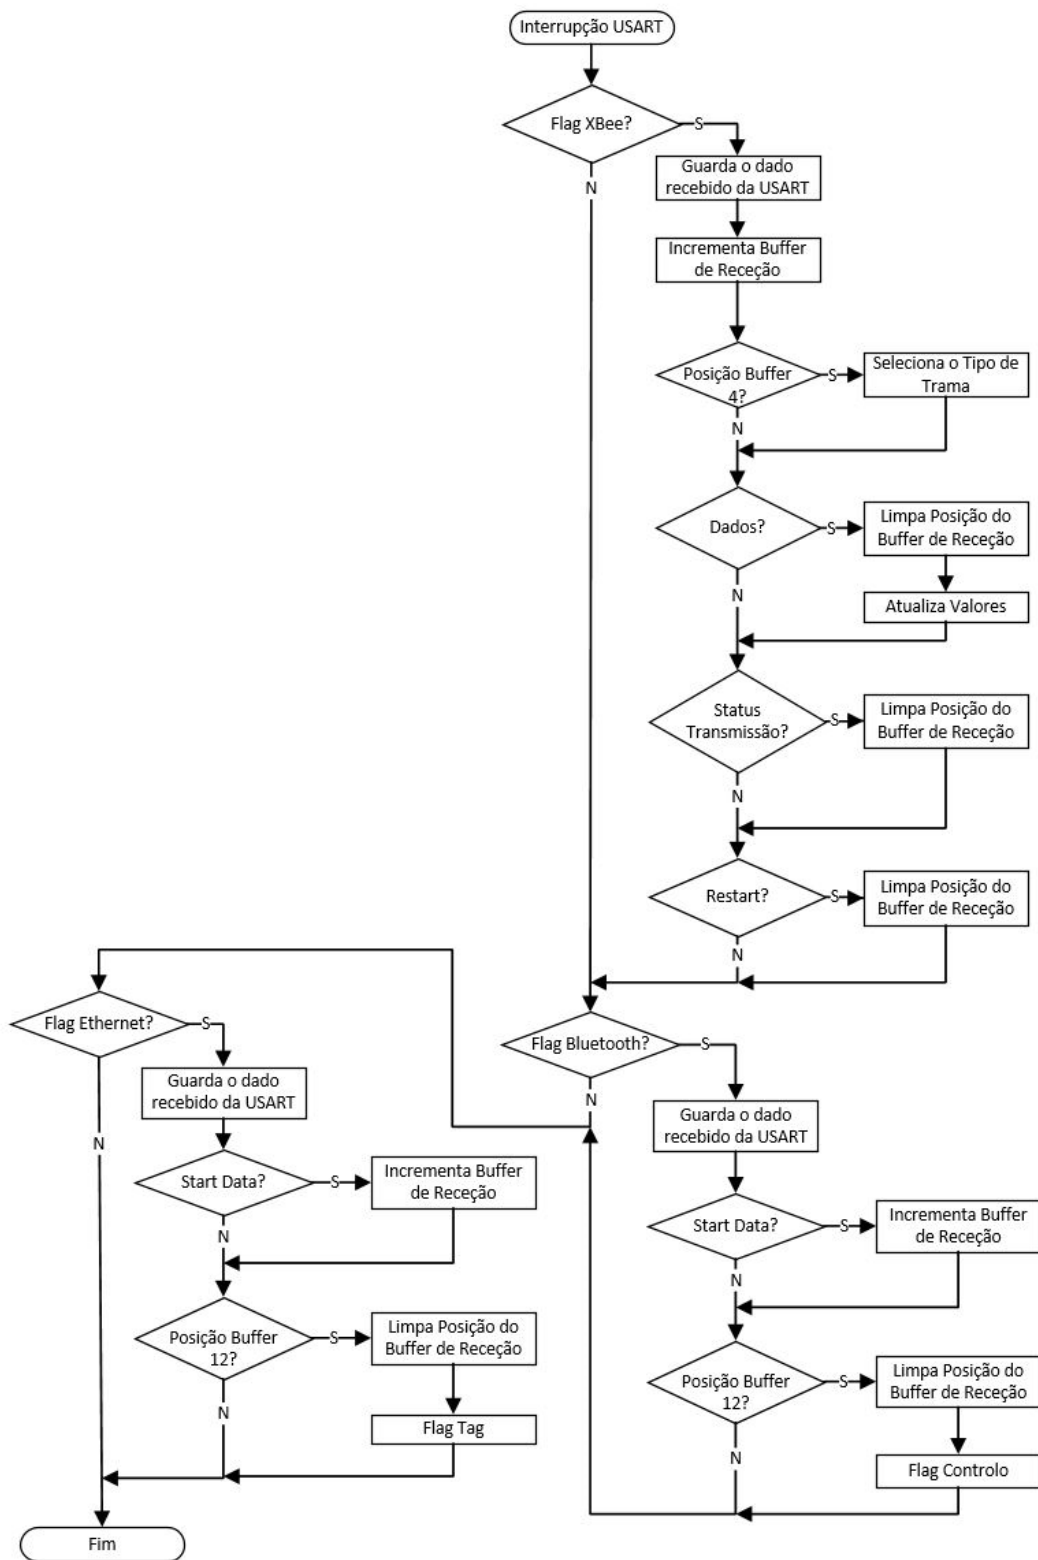 Interrupção USART
Flag XBee?
S
N
Guarda o dado
recebido da USART
Incrementa Buffer
de Receção
Posição Buffer
4?
S
Seleciona o Tipo de
Trama
N
Dados?
S
Limpa Posição do
Buffer de Receção
N
Atualiza Valores
Status
Transmissão?
S
Limpa Posição do
Buffer de Receção
N
Restart?
S
Limpa Posição do
Buffer de Receção
N
Flag Bluetooth?
S
N
Guarda o dado
recebido da USART
Start Data?
S
Incrementa Buffer
de Receção
N
Posição Buffer
12?
S
Limpa Posição do
Buffer de Receção
N
Flag Controlo
Flag Ethernet?
S
N
Guarda o dado
recebido da USART
Start Data?
S
Incrementa Buffer
de Receção
N
Posição Buffer
12?
S
Limpa Posição do
Buffer de Receção
N
Flag Tag
Fim